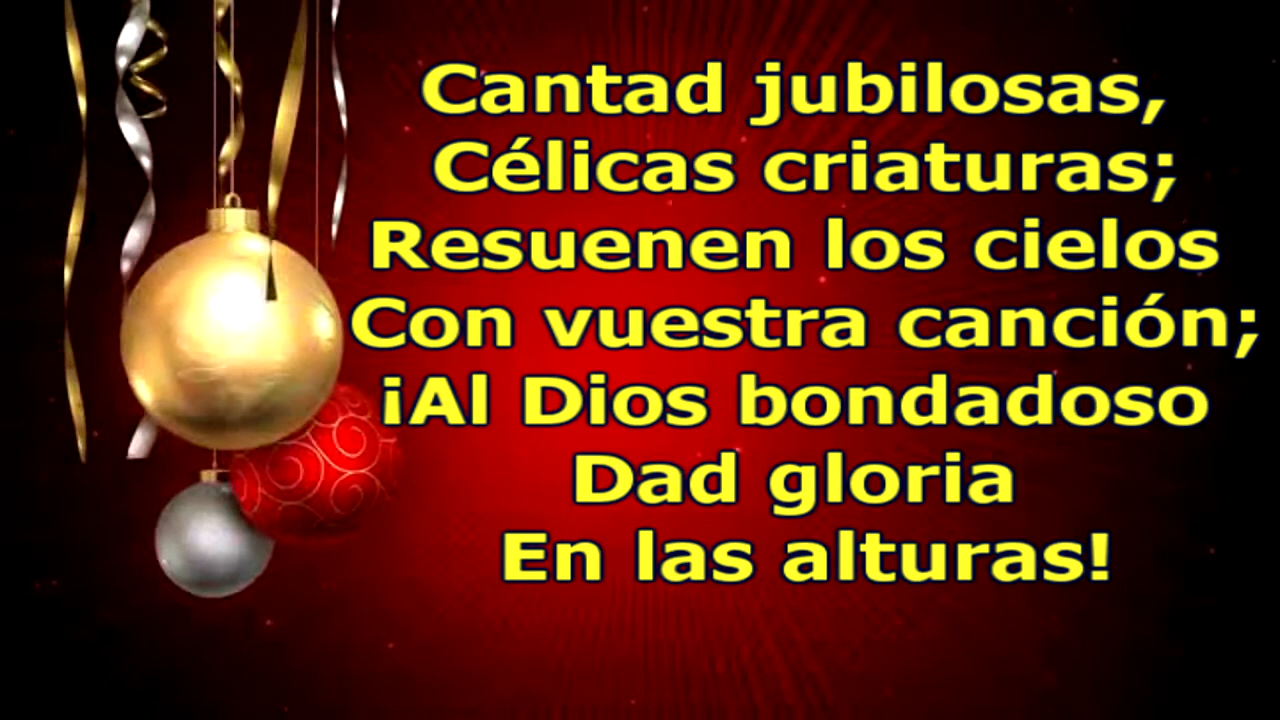 Cantad jubilosas,
Célicas criaturas;
Resuenen los cielos
Con vuestra canción;
¡Al Dios bondadoso
Dad gloria
En las alturas!